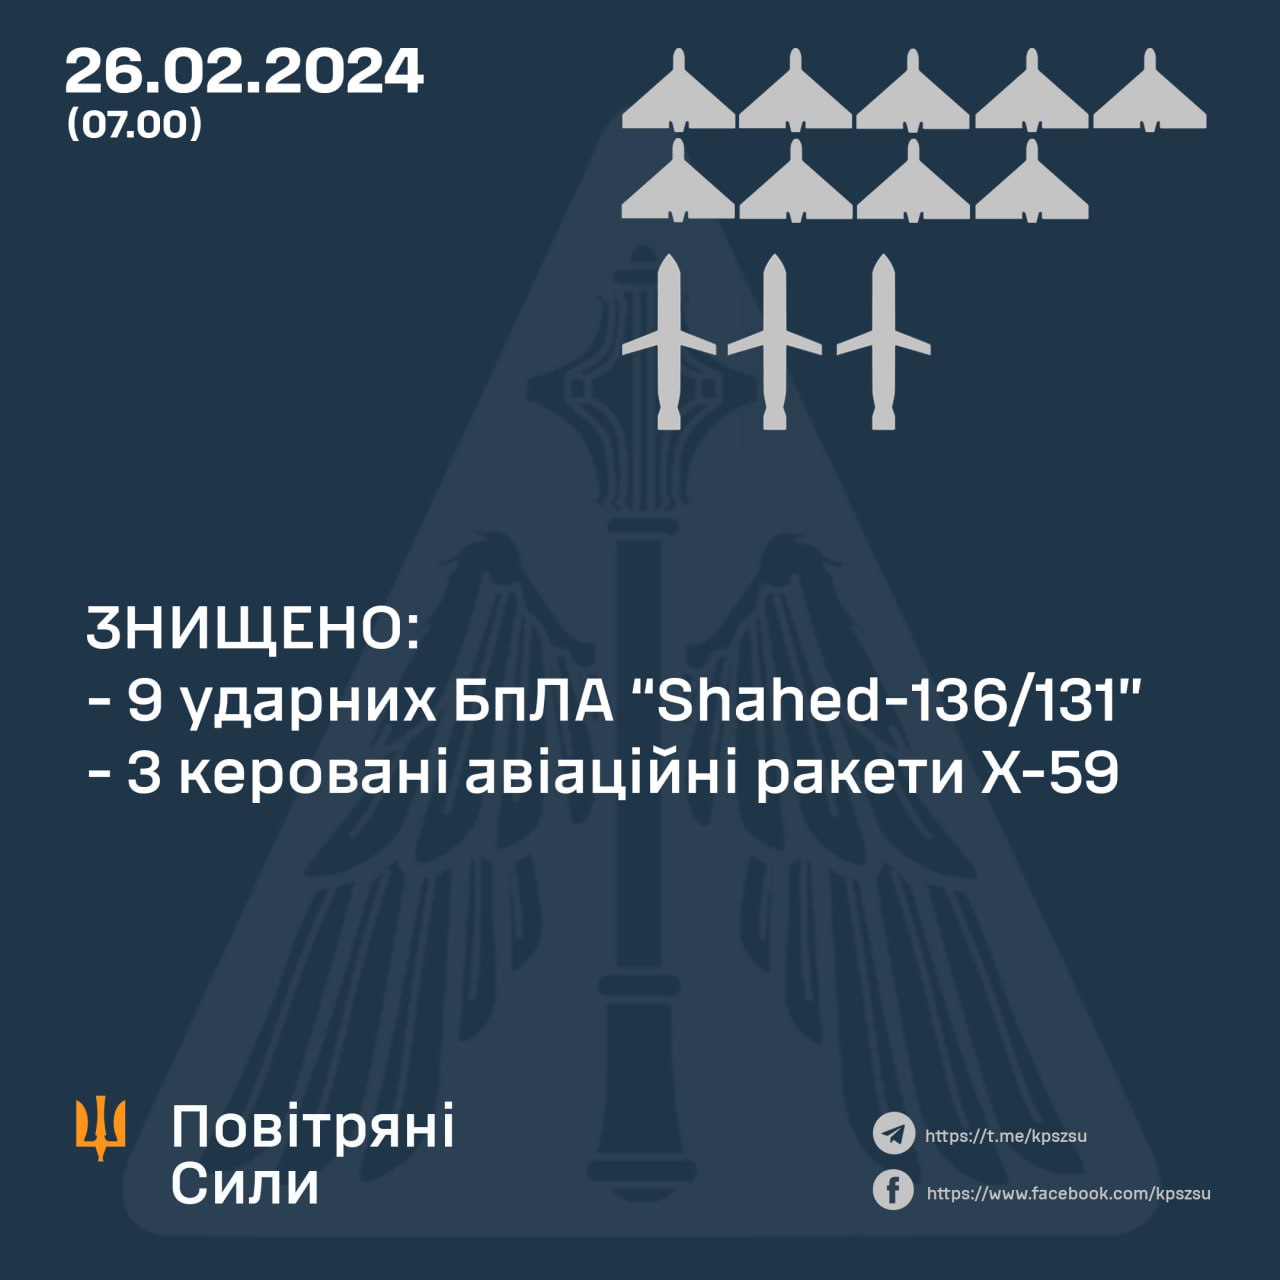 26.02.2024
(07.00)
ЗНИЩЕНО:
- 9 ударних БпЛА “Shahed-136/131”
- 3 керовані авіаційні ракети Х-59
Повітряні
Сили
https://t.me/kpszsu
https://www.facebook.com/kpszsu